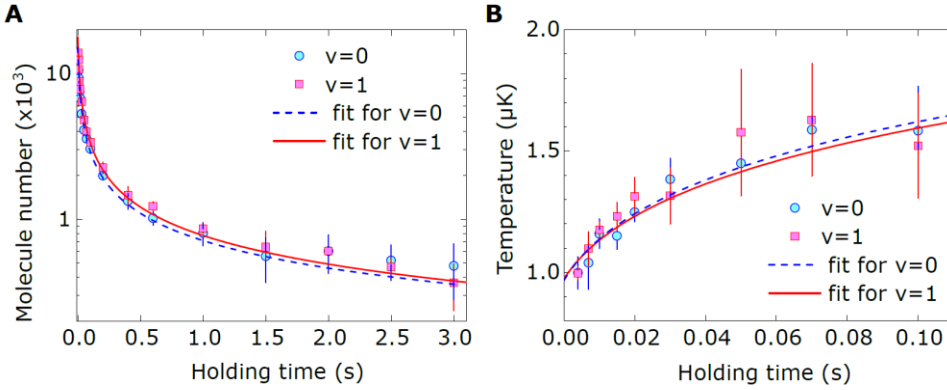 A
Molecule number (x10³)
10
1
v=0
v=1
fit for v=0
fit for v=1
0.0 0.5 1.0 1.5 2.0 2.5 3.0
Holding time (s)
B
Temperature (μK)
2.0
1.5
1.0
v=0
v=1
fit for v=0
fit for v=1
0.00 0.02 0.04 0.06 0.08 0.10
Holding time (s)